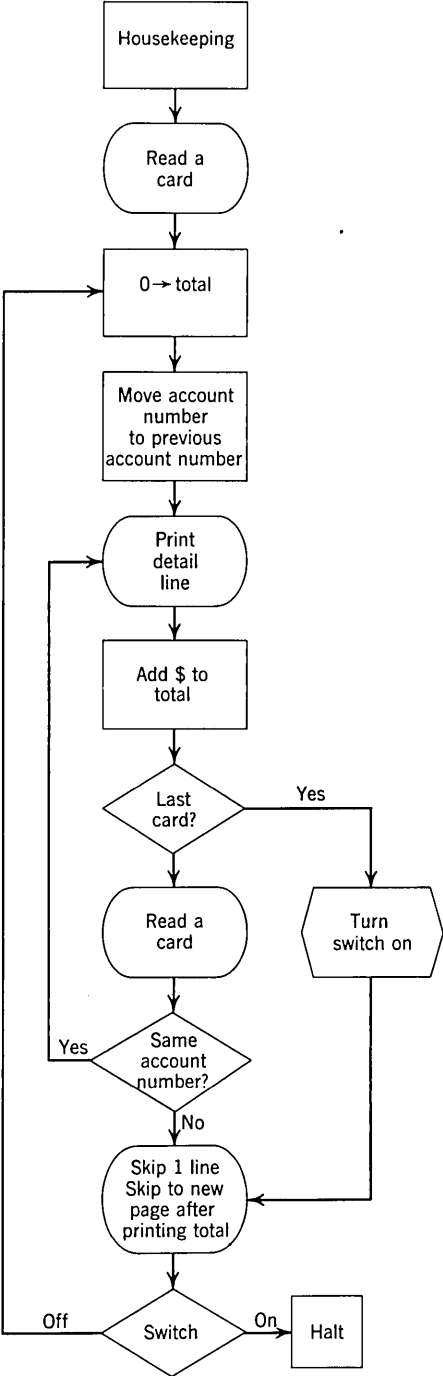 Housekeeping
Read a
card
0→ total
Move account
number
to previous
account number
Print
detail
line
Add $ to
total
Last
card?
Yes
Read a
card
Turn
switch on
Same
account
number?
Yes
No
Skip 1 line
Skip to new
page after
printing total
Switch
Off
On
Halt